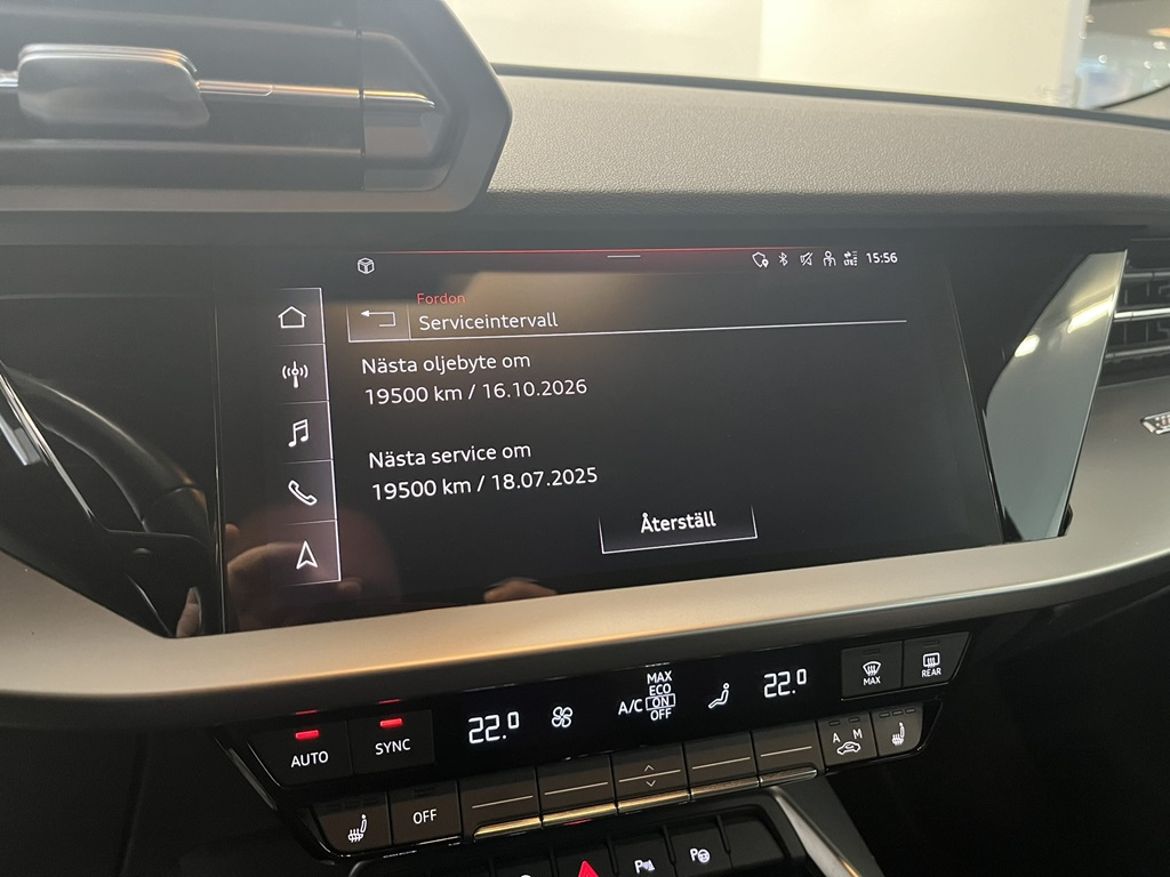 LTE
15:56
Fordon
Serviceintervall
Nästa oljebyte om
19500 km / 16.10.2026
Nästa service om
19500 km / 18.07.2025
Återställ
MAX
ECO
A/C ON
OFF
22.0
22.0
MAX
REAR
AUTO
SYNC
A M
OFF
P
P